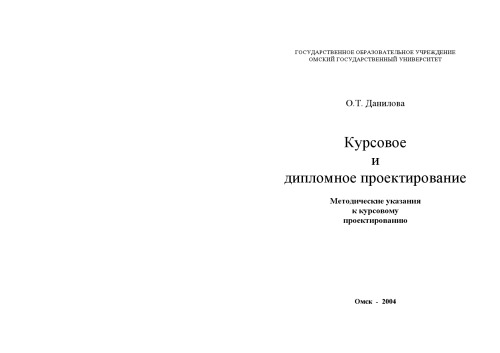 ГОСУДАРСТВЕННОЕ ОБРАЗОВАТЕЛЬНОЕ УЧРЕЖДЕНИЕ
ОМСКИЙ ГОСУДАРСТВЕННЫЙ УНИВЕРСИТЕТ
О.Т. Данилова
Курсовое
и
дипломное проектирование
Методические указания
к курсовому
проектированию
Омск - 2004